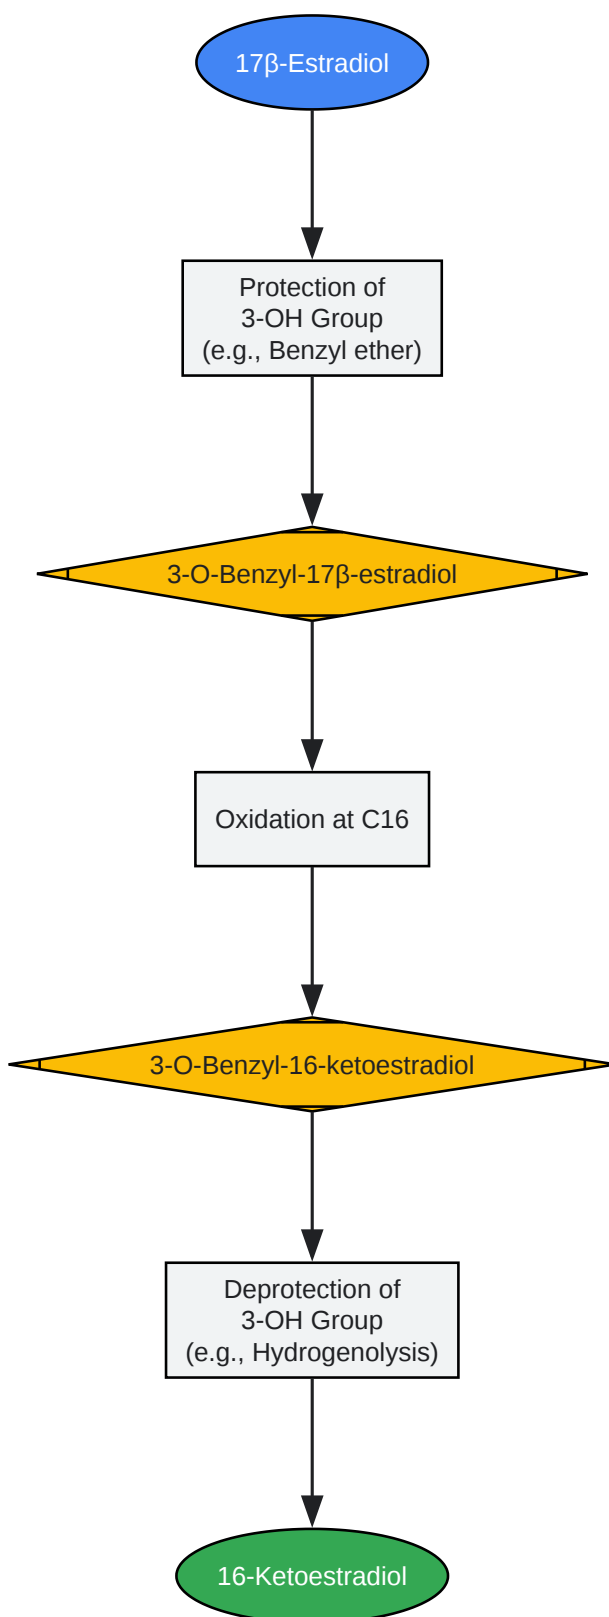 17β-Estradiol
Protection of
3-OH Group
(e.g., Benzyl ether)
3-O-Benzyl-17β-estradiol
Oxidation at C16
3-O-Benzyl-16-ketoestradiol
Deprotection of
3-OH Group
(e.g., Hydrogenolysis)
16-Ketoestradiol